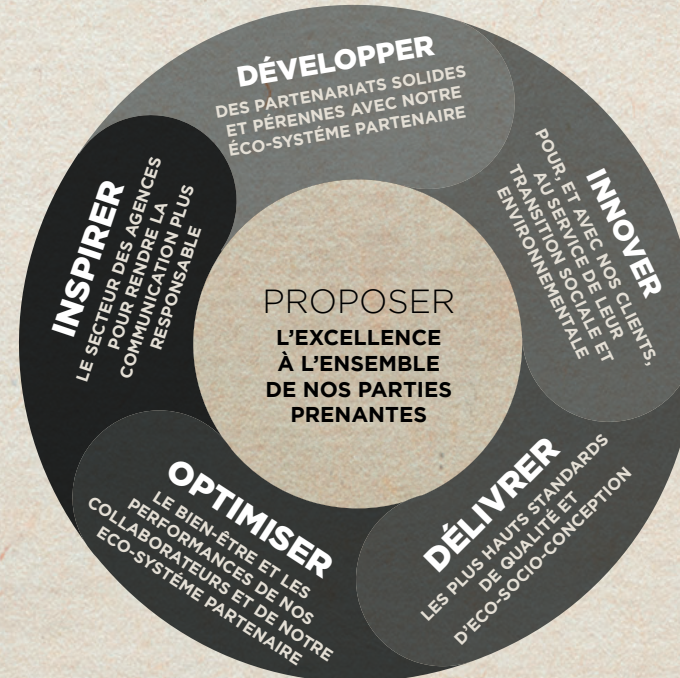 DÉVELOPPER
DES PARTENARIATS SOLIDES
ET PÉRENNES AVEC NOTRE
ÉCO-SYSTÉME PARTENAIRE
INNOVER
POUR, ET AVEC NOS CLIENTS,
AU SERVICE DE LEUR
TRANSITION SOCIALE ET
ENVIRONNEMENTALE
DÉLIVRER
LES PLUS HAUTS STANDARDS
DE QUALITÉ ET
D'ECO-SOCIO-CONCEPTION
OPTIMISER
LE BIEN-ÊTRE ET LES
PERFORMANCES DE NOS
COLLABORATEURS ET DE NOTRE
ECO-SYSTÉME PARTENAIRE
INSPIRER
LE SECTEUR DES AGENCES
POUR RENDRE LA
COMMUNICATION PLUS
RESPONSABLE
PROPOSER
L'EXCELLENCE
À L'ENSEMBLE
DE NOS PARTIES
PRENANTES